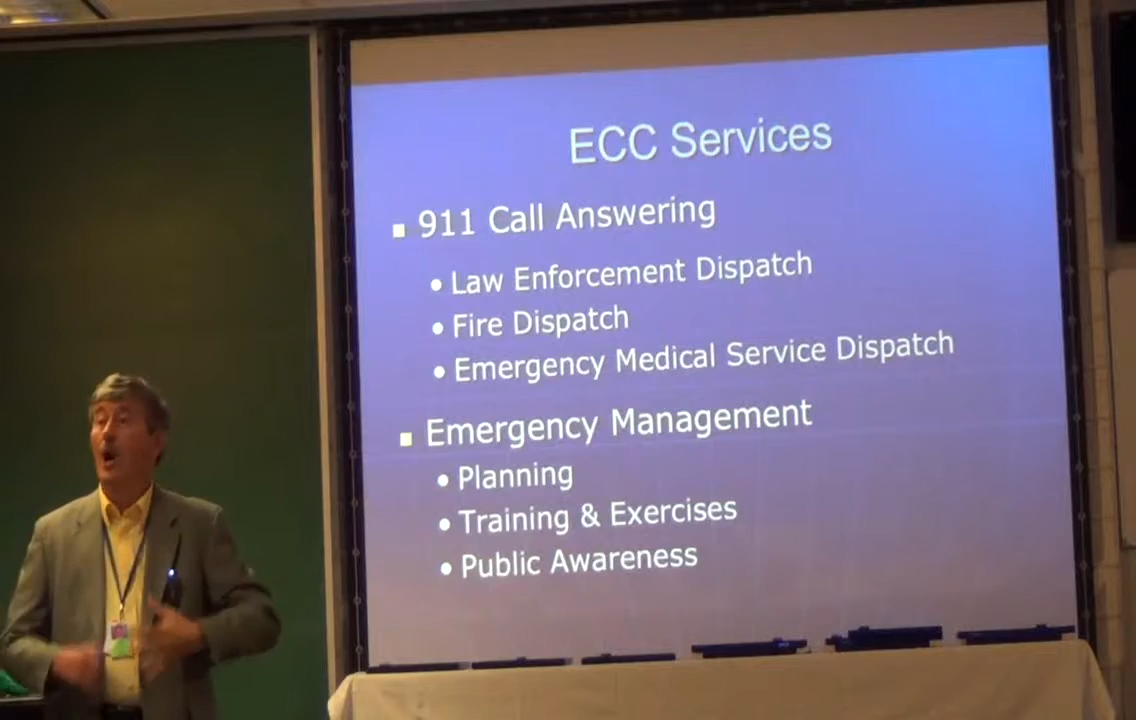 ECC Services
▪ 911 Call Answering
• Law Enforcement Dispatch
• Fire Dispatch
• Emergency Medical Service Dispatch
▪ Emergency Management
• Planning
• Training & Exercises
• Public Awareness